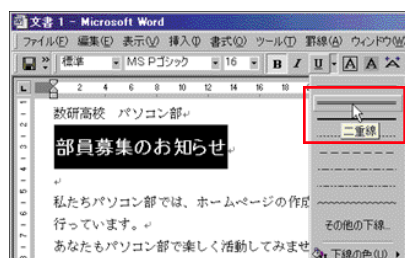 文書 1 - Microsoft Word
ファイル(F) 編集(E) 表示(V) 挿入(I) 書式(O) ツール(T) 罫線(A) ウィンドウ(W
標準 MS Pゴシック 16 B I U A A
L 2 4 6 8 10 12 14 16 18
数研高校 パソコン部
部員募集のお知らせ
二重線
私たちパソコン部では、ホームページの作成
行っています。
その他の下線...
あなたもパソコン部で楽しく活動してみませ
下線の色(U)